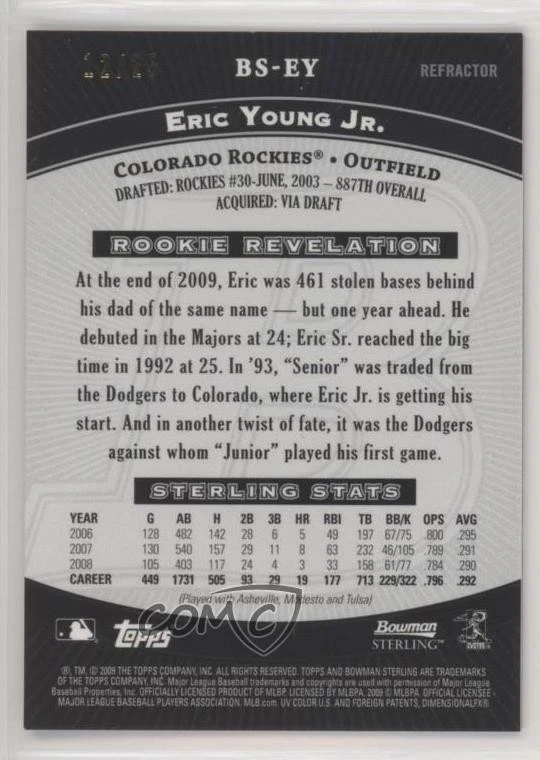 BS-EY
REFRACTOR
ERIC YOUNG JR.
COLORADO ROCKIES® • OUTFIELD
DRAFTED: ROCKIES #30-JUNE, 2003 – 887TH OVERALL
ACQUIRED: VIA DRAFT
ROOKIE REVELATION
At the end of 2009, Eric was 461 stolen bases behind
his dad of the same name — but one year ahead. He
debuted in the Majors at 24; Eric Sr. reached the big
time in 1992 at 25. In '93, “Senior” was traded from
the Dodgers to Colorado, where Eric Jr. is getting his
start. And in another twist of fate, it was the Dodgers
against whom “Junior” played his first game.
STERLING STATS
YEAR G AB H 2B 3B HR RBI TB BB/K OPS AVG
2006 128 482 142 28 6 5 49 197 67/75 .800 .295
2007 130 540 157 29 11 8 63 232 46/105 .789 .291
2008 105 403 117 24 4 3 33 158 61/77 .784 .290
CAREER 449 1731 505 93 29 19 177 713 229/322 .796 .292
(Played with Asheville, Modesto and Tulsa)
COMC
Topps
Bowman
STERLING™
®, TM, © 2009 THE TOPPS COMPANY, INC. ALL RIGHTS RESERVED. TOPPS AND BOWMAN STERLING ARE TRADEMARKS
OF THE TOPPS COMPANY, INC. Major League Baseball trademarks and copyrights are used with permission of Major League
Baseball Properties, Inc. OFFICIALLY LICENSED PRODUCT OF MLBP. LICENSED BY MLBPA. 2009 © MLBPA. OFFICIAL LICENSEE -
MAJOR LEAGUE BASEBALL PLAYERS ASSOCIATION. MLB.com. UV COLOR U.S. AND FOREIGN PATENTS, DIMENSIONALFX®